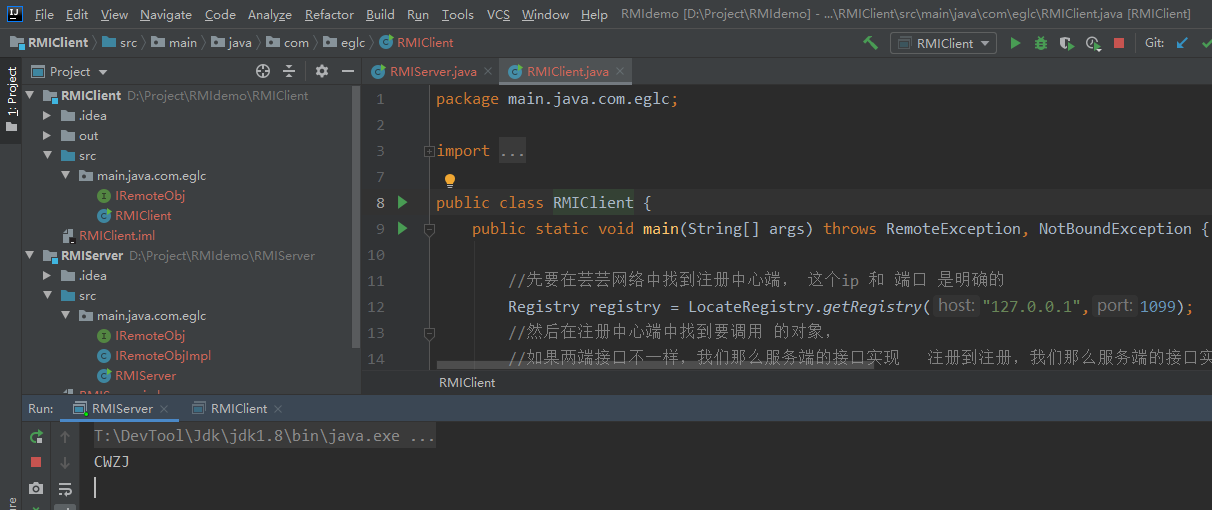 File Edit View Navigate Code Analyze Refactor Build Run Tools VCS Window Help RMIdemo [D:\Project\RMIdemo] - ...\RMIClient\src\main\java\com\eglc\RMIClient.java [RMIClient]
RMIClient src main java com eglc RMIClient RMIClient Git:
1: Project
Project
RMIServer.java
RMIClient.java
RMIClient D:\Project\RMIdemo\RMIClient
.idea
out
src
main.java.com.eglc
IRemoteObj
RMIClient
RMIClient.iml
RMIServer D:\Project\RMIdemo\RMIServer
.idea
src
main.java.com.eglc
IRemoteObj
IRemoteObjImpl
RMIServer
1 package main.java.com.eglc;
2
3 import ...
7
8 public class RMIClient {
9 public static void main(String[] args) throws RemoteException, NotBoundException {
10
11 //先要在芸芸网络中找到注册中心端， 这个ip 和 端口 是明确的
12 Registry registry = LocateRegistry.getRegistry( host: "127.0.0.1", port: 1099);
13 //然后在注册中心端中找到要调用 的对象，
14 //如果两端接口不一样，我们那么服务端的接口实现 注册到注册，我们那么服务端的接口实
RMIClient
Run: RMIServer RMIClient
T:\DevTool\Jdk\jdk1.8\bin\java.exe ...
CWZJ